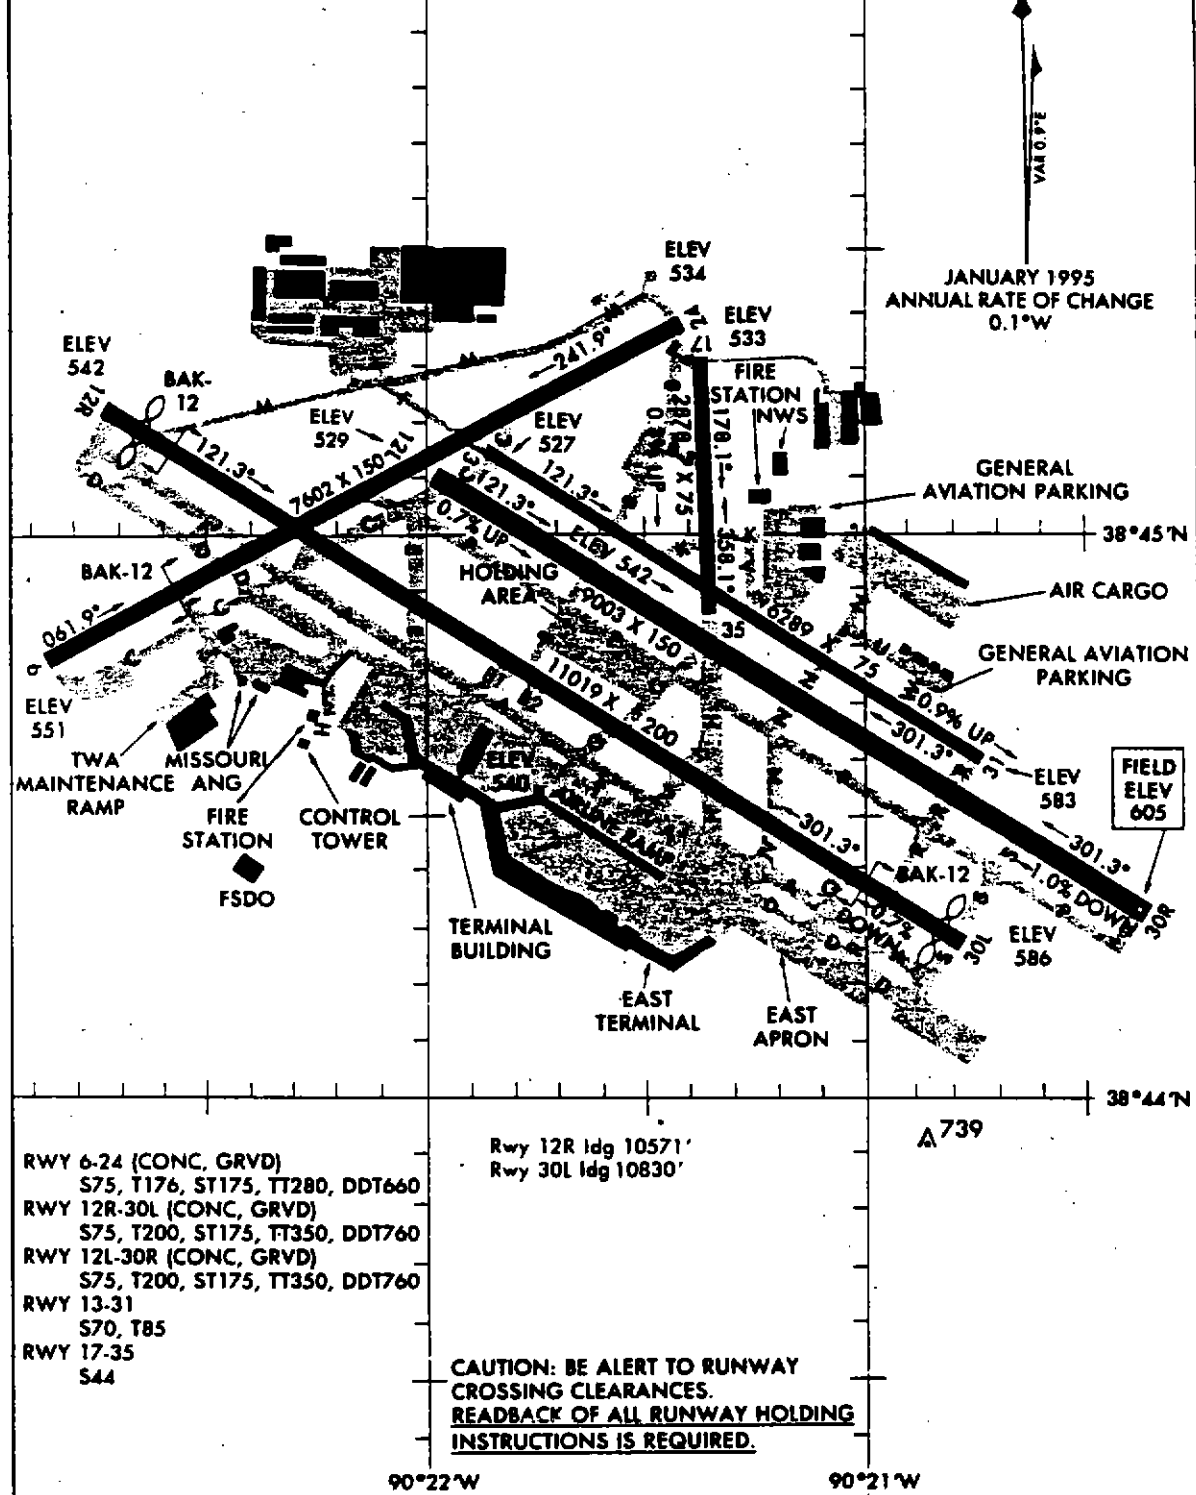 VAR 0.9°E
JANUARY 1995
ANNUAL RATE OF CHANGE
0.1°W
ELEV
534
ELEV
533
17
24
241.9°
ELEV
542
12R
BAK-
12
121.3°
ELEV
529
12L
ELEV
527
FIRE
STATION
NWS
2878 X 75
178.1°
358.1°
GENERAL
AVIATION PARKING
7602 X 150
121.3°
121.3°
0.7% UP
ELEV 542
38°45'N
HOLDING
AREA
BAK-12
061.9°
6
ELEV
551
AIR CARGO
9003 X 150
35
6289 X 75
GENERAL AVIATION
PARKING
11019 X 200
0.9% UP
301.3°
31
ELEV
583
FIELD
ELEV
605
TWA
MAINTENANCE
RAMP
MISSOURI
ANG
FIRE
STATION
CONTROL
TOWER
FSDO
ELEV
540
AIRLINE RAMP
301.3°
BAK-12
0.7%
DOWN
301.3°
1.0% DOWN
30R
30L
ELEV
586
TERMINAL
BUILDING
EAST
TERMINAL
EAST
APRON
38°44'N
739
Rwy 12R ldg 10571'
Rwy 30L ldg 10830'
RWY 6-24 (CONC, GRVD)
S75, T176, ST175, TT280, DDT660
RWY 12R-30L (CONC, GRVD)
S75, T200, ST175, TT350, DDT760
RWY 12L-30R (CONC, GRVD)
S75, T200, ST175, TT350, DDT760
RWY 13-31
S70, T85
RWY 17-35
S44
CAUTION: BE ALERT TO RUNWAY
CROSSING CLEARANCES.
READBACK OF ALL RUNWAY HOLDING
INSTRUCTIONS IS REQUIRED.
90°22'W
90°21'W